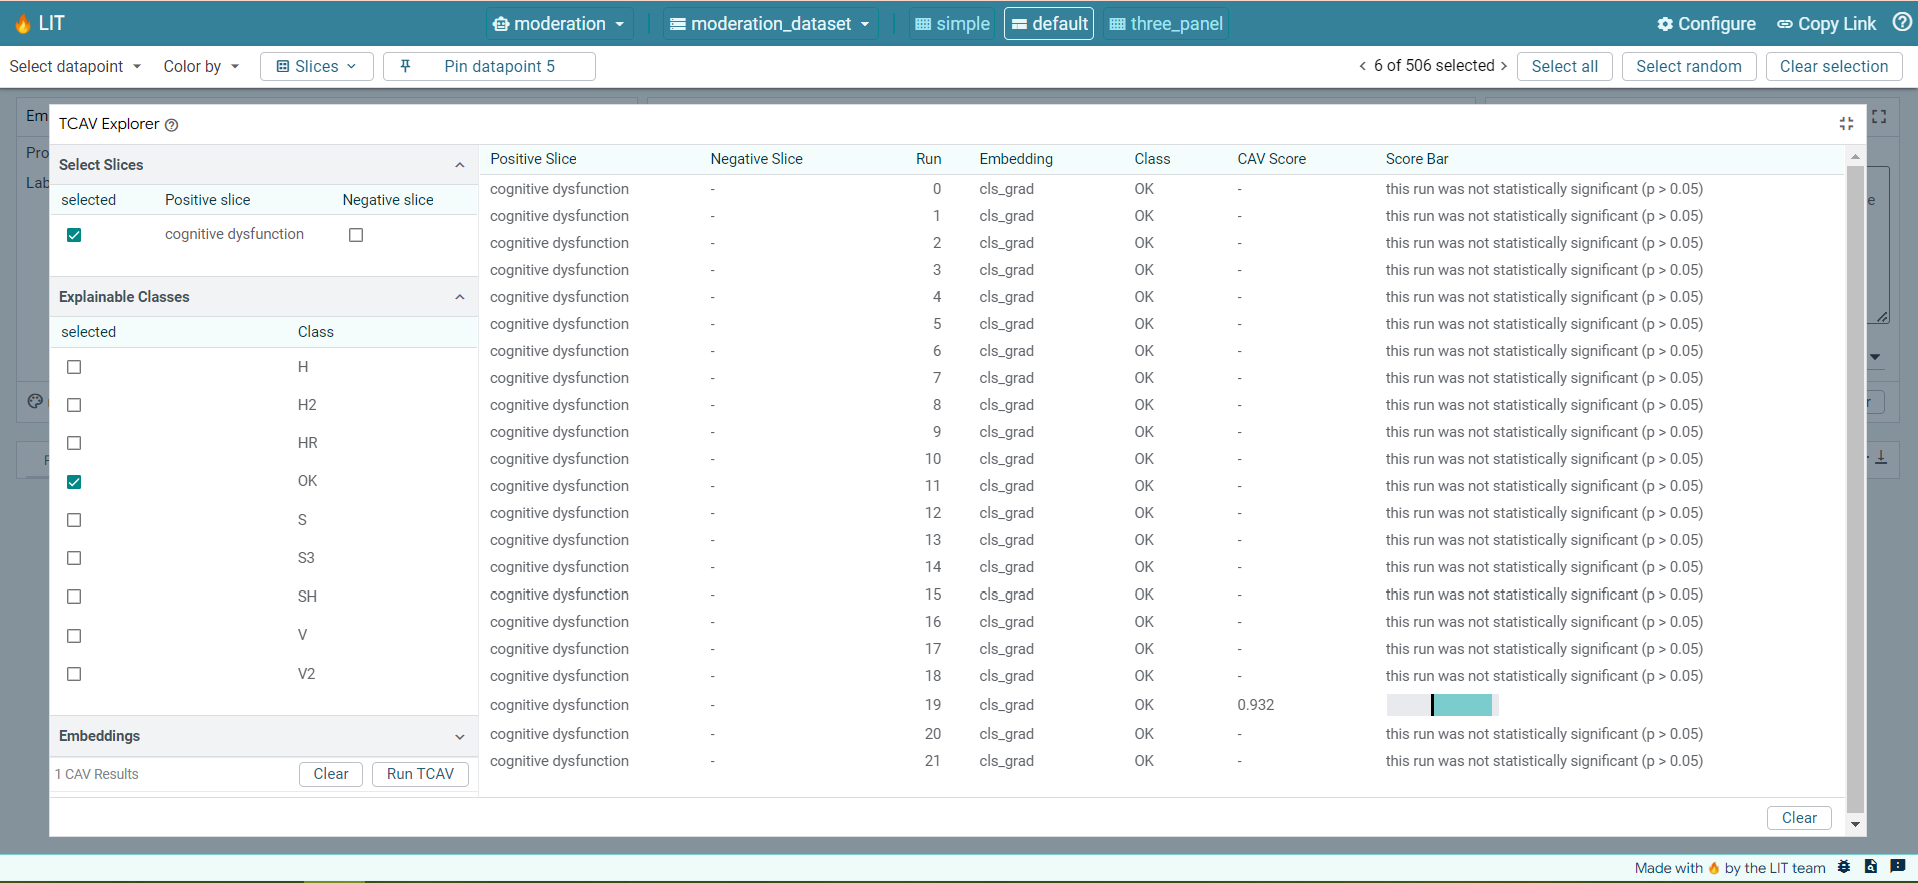 LIT moderation moderation_dataset simple default three_panel Configure Copy Link
Select datapoint Color by Slices Pin datapoint 5 6 of 506 selected Select all Select random Clear selection
Em
Pro
Lab
TCAV Explorer
Select Slices
selected Positive slice Negative slice
cognitive dysfunction
Explainable Classes
selected Class
H
H2
HR
OK
S
S3
SH
V
V2
Embeddings
1 CAV Results Clear Run TCAV
Positive Slice Negative Slice Run Embedding Class CAV Score Score Bar
cognitive dysfunction - 0 cls_grad OK - this run was not statistically significant (p > 0.05)
cognitive dysfunction - 1 cls_grad OK - this run was not statistically significant (p > 0.05)
cognitive dysfunction - 2 cls_grad OK - this run was not statistically significant (p > 0.05)
cognitive dysfunction - 3 cls_grad OK - this run was not statistically significant (p > 0.05)
cognitive dysfunction - 4 cls_grad OK - this run was not statistically significant (p > 0.05)
cognitive dysfunction - 5 cls_grad OK - this run was not statistically significant (p > 0.05)
cognitive dysfunction - 6 cls_grad OK - this run was not statistically significant (p > 0.05)
cognitive dysfunction - 7 cls_grad OK - this run was not statistically significant (p > 0.05)
cognitive dysfunction - 8 cls_grad OK - this run was not statistically significant (p > 0.05)
cognitive dysfunction - 9 cls_grad OK - this run was not statistically significant (p > 0.05)
cognitive dysfunction - 10 cls_grad OK - this run was not statistically significant (p > 0.05)
cognitive dysfunction - 11 cls_grad OK - this run was not statistically significant (p > 0.05)
cognitive dysfunction - 12 cls_grad OK - this run was not statistically significant (p > 0.05)
cognitive dysfunction - 13 cls_grad OK - this run was not statistically significant (p > 0.05)
cognitive dysfunction - 14 cls_grad OK - this run was not statistically significant (p > 0.05)
cognitive dysfunction - 15 cls_grad OK - this run was not statistically significant (p > 0.05)
cognitive dysfunction - 16 cls_grad OK - this run was not statistically significant (p > 0.05)
cognitive dysfunction - 17 cls_grad OK - this run was not statistically significant (p > 0.05)
cognitive dysfunction - 18 cls_grad OK - this run was not statistically significant (p > 0.05)
cognitive dysfunction - 19 cls_grad OK 0.932
cognitive dysfunction - 20 cls_grad OK - this run was not statistically significant (p > 0.05)
cognitive dysfunction - 21 cls_grad OK - this run was not statistically significant (p > 0.05)
Clear
Made with 🔥 by the LIT team